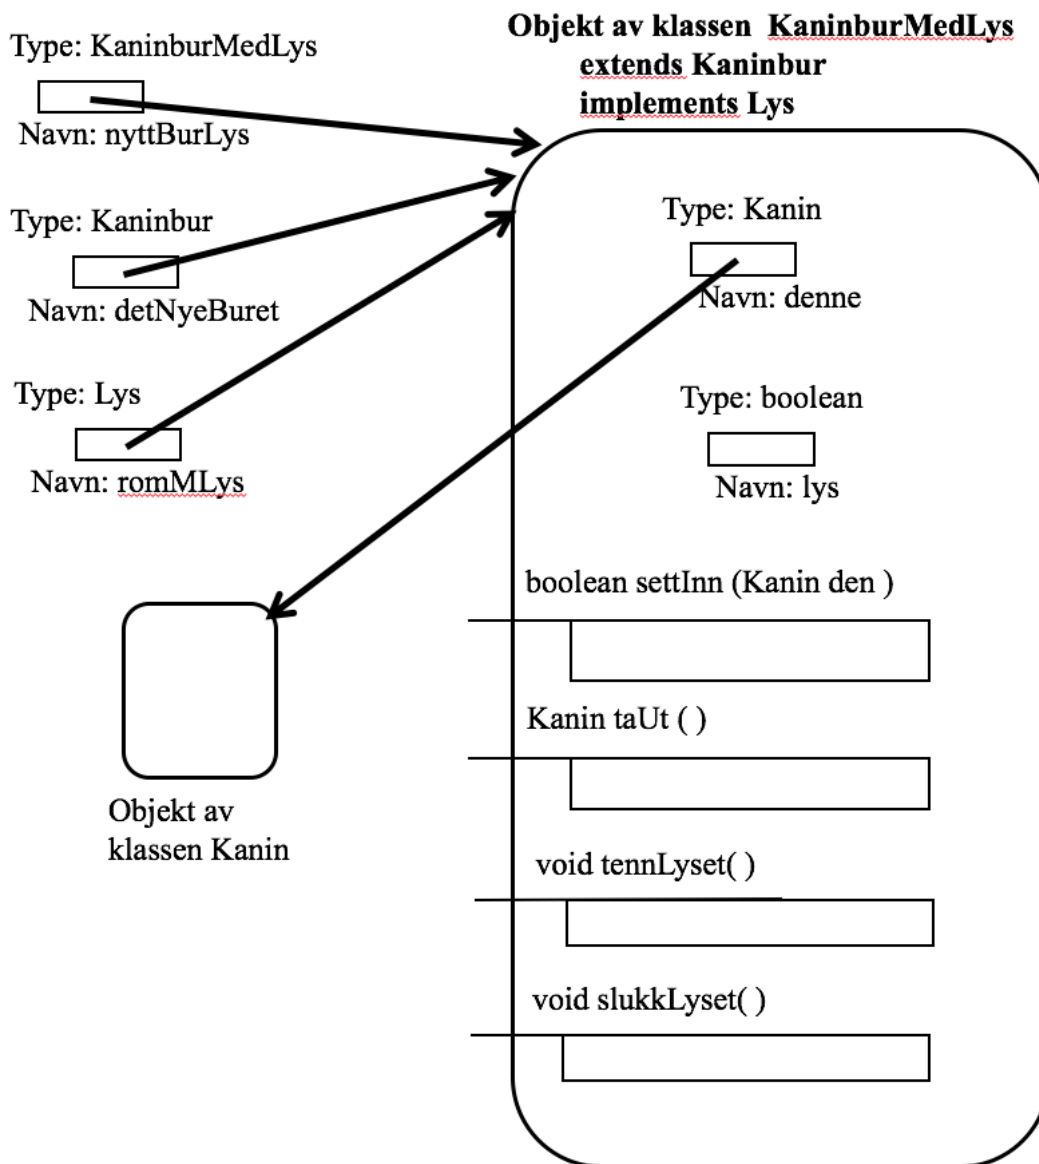 Type: KaninburMedLys
Navn: nyttBurLys
Type: Kaninbur
Navn: detNyeBuret
Type: Lys
Navn: romMLys
Objekt av
klassen Kanin
Objekt av klassen KaninburMedLys
extends Kaninbur
implements Lys
Type: Kanin
Navn: denne
Type: boolean
Navn: lys
boolean settInn (Kanin den )
Kanin taUt ( )
void tennLyset( )
void slukkLyset( )